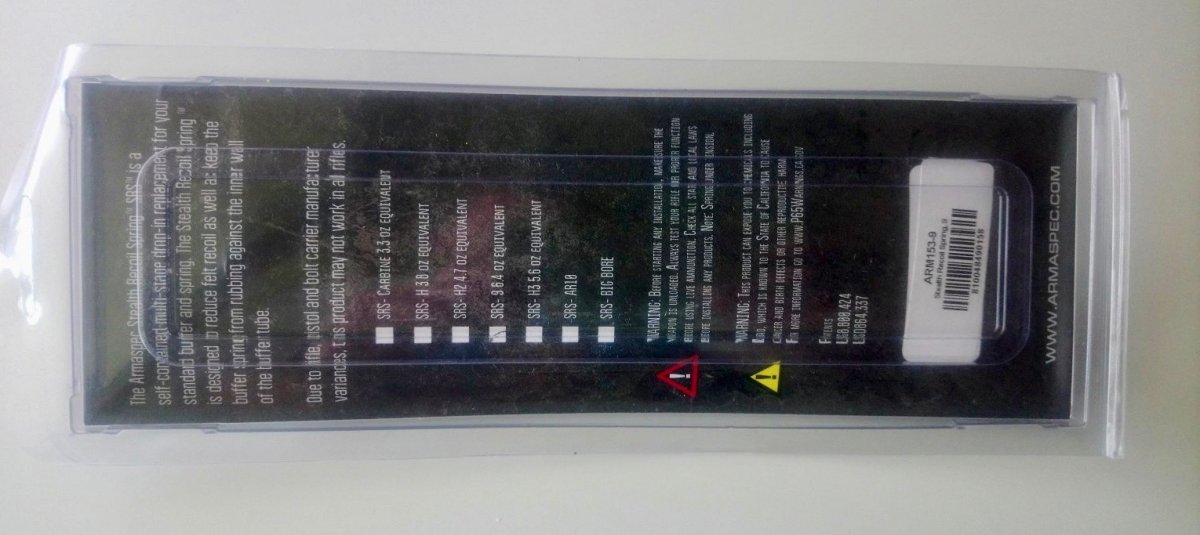 The Armaspec Stealth Recoil Spring "SRS" is a
self-contained multi-stage drop-in replacement for your
standard buffer and spring. The Stealth Recoil Spring ™
is designed to reduce felt recoil as well as keep the
buffer spring from rubbing against the inner wall
of the buffer tube.
Due to rifle, pistol and bolt carrier manufacturer
variances, this product may not work in all rifles.
SRS- CARBINE 3.3 OZ EQUIVALENT
SRS- H 3.8 OZ EQUIVALENT
SRS- H2 4.7 OZ EQUIVALENT
SRS- 9 6.4 OZ EQUIVALENT
SRS- H3 5.6 OZ EQUIVALENT
SRS- AR10
SRS- BIG BORE
WARNING: BEFORE STARTING ANY INSTALLATION, MAKE SURE THE
WEAPON IS UNLOADED. ALWAYS TEST YOUR RIFLE FOR PROPER FUNCTION
BEFORE USING LIVE AMMUNITION. CHECK ALL STATE AND LOCAL LAWS
BEFORE INSTALLING ANY PRODUCTS. NOTE: SPRING UNDER TENSION.
WARNING: THIS PRODUCT CAN EXPOSE YOU TO CHEMICALS INCLUDING
WHICH IS KNOWN TO THE STATE OF CALIFORNIA TO CAUSE
CANCER AND BIRTH DEFECTS OR OTHER REPRODUCTIVE HARM.
FOR MORE INFORMATION GO TO WWW.P65WARNINGS.CA.GOV
PATENTS
ARM153-9
Stealth Recoil Spring, 9
810048490158
WWW.ARMASPEC.COM